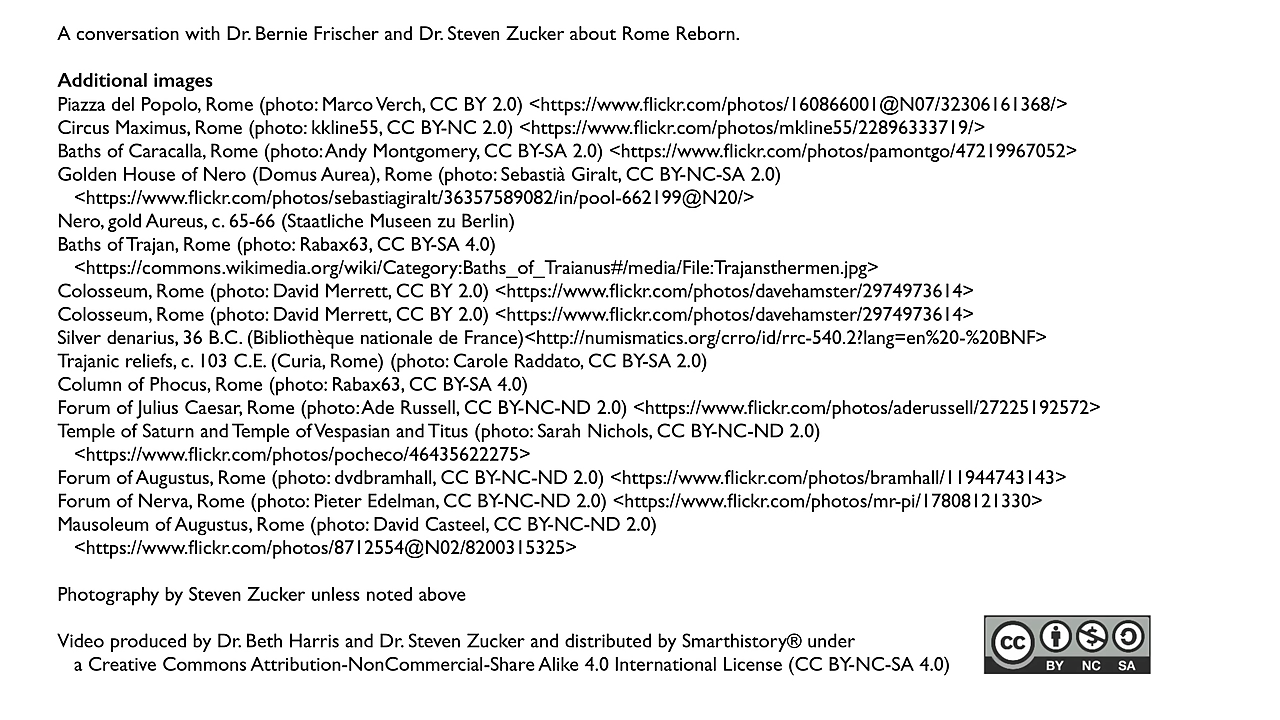 A conversation with Dr. Bernie Frischer and Dr. Steven Zucker about Rome Reborn.
Additional images
Piazza del Popolo, Rome (photo: Marco Verch, CC BY 2.0) <https://www.flickr.com/photos/160866001@N07/32306161368/>
Circus Maximus, Rome (photo: kkline55, CC BY-NC 2.0) <https://www.flickr.com/photos/mkline55/22896333719/>
Baths of Caracalla, Rome (photo: Andy Montgomery, CC BY-SA 2.0) <https://www.flickr.com/photos/pamontgo/47219967052>
Golden House of Nero (Domus Aurea), Rome (photo: Sebastià Giralt, CC BY-NC-SA 2.0)
<https://www.flickr.com/photos/sebastiagiralt/36357589082/in/pool-662199@N20/>
Nero, gold Aureus, c. 65-66 (Staatliche Museen zu Berlin)
Baths of Trajan, Rome (photo: Rabax63, CC BY-SA 4.0)
<https://commons.wikimedia.org/wiki/Category:Baths_of_Traianus#/media/File:Trajansthermen.jpg>
Colosseum, Rome (photo: David Merrett, CC BY 2.0) <https://www.flickr.com/photos/davehamster/2974973614>
Colosseum, Rome (photo: David Merrett, CC BY 2.0) <https://www.flickr.com/photos/davehamster/2974973614>
Silver denarius, 36 B.C. (Bibliothèque nationale de France)<http://numismatics.org/crro/id/rrc-540.2?lang=en%20-%20BNF>
Trajanic reliefs, c. 103 C.E. (Curia, Rome) (photo: Carole Raddato, CC BY-SA 2.0)
Column of Phocus, Rome (photo: Rabax63, CC BY-SA 4.0)
Forum of Julius Caesar, Rome (photo: Ade Russell, CC BY-NC-ND 2.0) <https://www.flickr.com/photos/aderussell/27225192572>
Temple of Saturn and Temple of Vespasian and Titus (photo: Sarah Nichols, CC BY-NC-ND 2.0)
<https://www.flickr.com/photos/pocheco/46435622275>
Forum of Augustus, Rome (photo: dvdbramhall, CC BY-NC-ND 2.0) <https://www.flickr.com/photos/bramhall/11944743143>
Forum of Nerva, Rome (photo: Pieter Edelman, CC BY-NC-ND 2.0) <https://www.flickr.com/photos/mr-pi/17808121330>
Mausoleum of Augustus, Rome (photo: David Casteel, CC BY-NC-ND 2.0)
<https://www.flickr.com/photos/8712554@N02/8200315325>
Photography by Steven Zucker unless noted above
Video produced by Dr. Beth Harris and Dr. Steven Zucker and distributed by Smarthistory® under
a Creative Commons Attribution-NonCommercial-Share Alike 4.0 International License (CC BY-NC-SA 4.0)
cc
BY NC SA